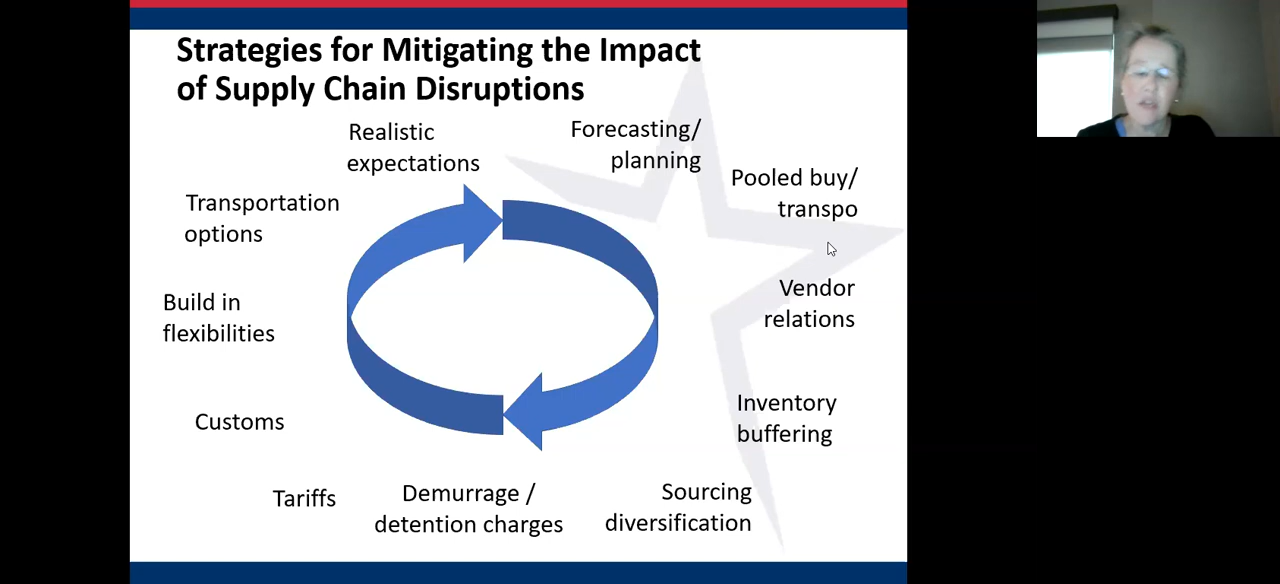 Strategies for Mitigating the Impact
of Supply Chain Disruptions
Realistic
expectations
Forecasting/
planning
Pooled buy/
transpo
Vendor
relations
Inventory
buffering
Sourcing
diversification
Demurrage /
detention charges
Tariffs
Customs
Build in
flexibilities
Transportation
options